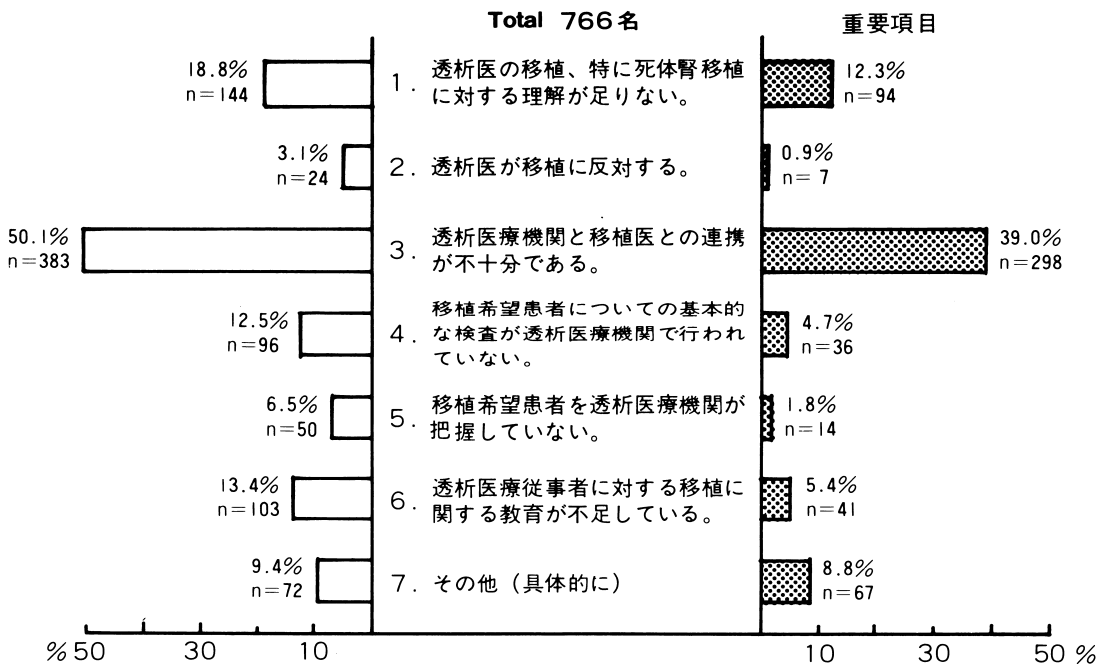 Total 766名
重要項目
18.8%
n=144
1. 透析医の移植、特に死体腎移植
に対する理解が足りない。
12.3%
n=94
3.1%
n=24
2. 透析医が移植に反対する。
0.9%
n= 7
50.1%
n=383
3. 透析医療機関と移植医との連携
が不十分である。
39.0%
n=298
12.5%
n=96
4. 移植希望患者についての基本的
な検査が透析医療機関で行われ
ていない。
4.7%
n=36
6.5%
n=50
5. 移植希望患者を透析医療機関が
把握していない。
1.8%
n=14
13.4%
n=103
6. 透析医療従事者に対する移植に
関する教育が不足している。
5.4%
n=41
9.4%
n=72
7. その他（具体的に）
8.8%
n=67
% 50 30 10
10 30 50 %